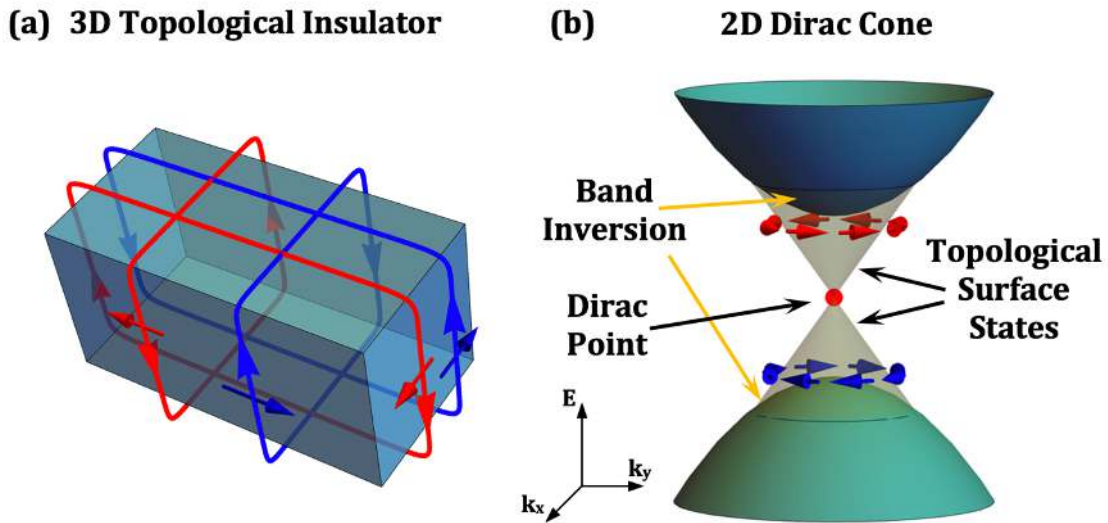 (a) 3D Topological Insulator
(b) 2D Dirac Cone
Band
Inversion
Dirac
Point
Topological
Surface
States
E
k_y
k_x